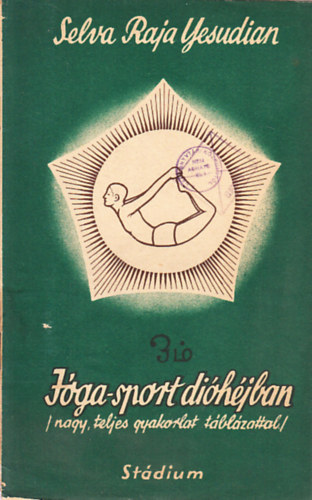 Selva Raja Yesudian
Jóga-sport dióhéjban
/nagy, teljes gyakorlat táblázattal/
Stádium